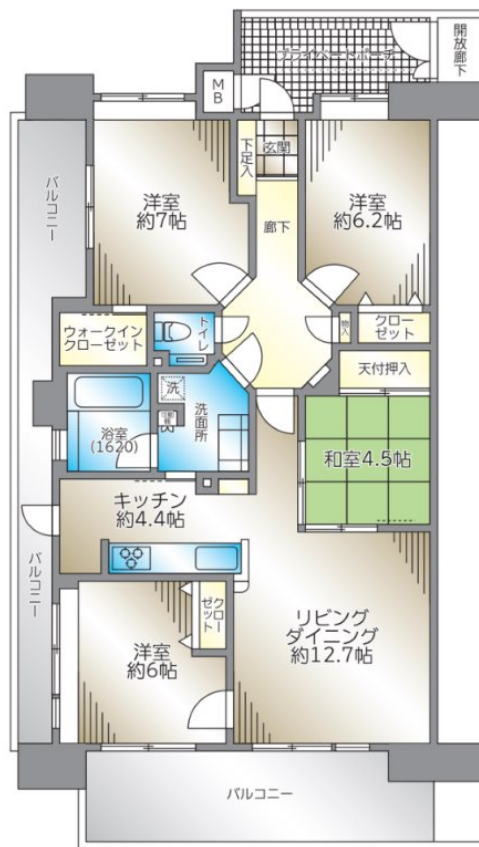 開放廊下
プライベートポーチ
MB
玄関
下足入
洋室
約7帖
洋室
約6.2帖
バルコニー
廊下
トイレ
物入
クロー
ゼット
ウォークイン
クローゼット
天付押入
洗
洗面所
浴室
(1620)
和室4.5帖
キッチン
約4.4帖
バルコニー
クロー
ゼット
リビング
ダイニング
約12.7帖
洋室
約6帖
バルコニー